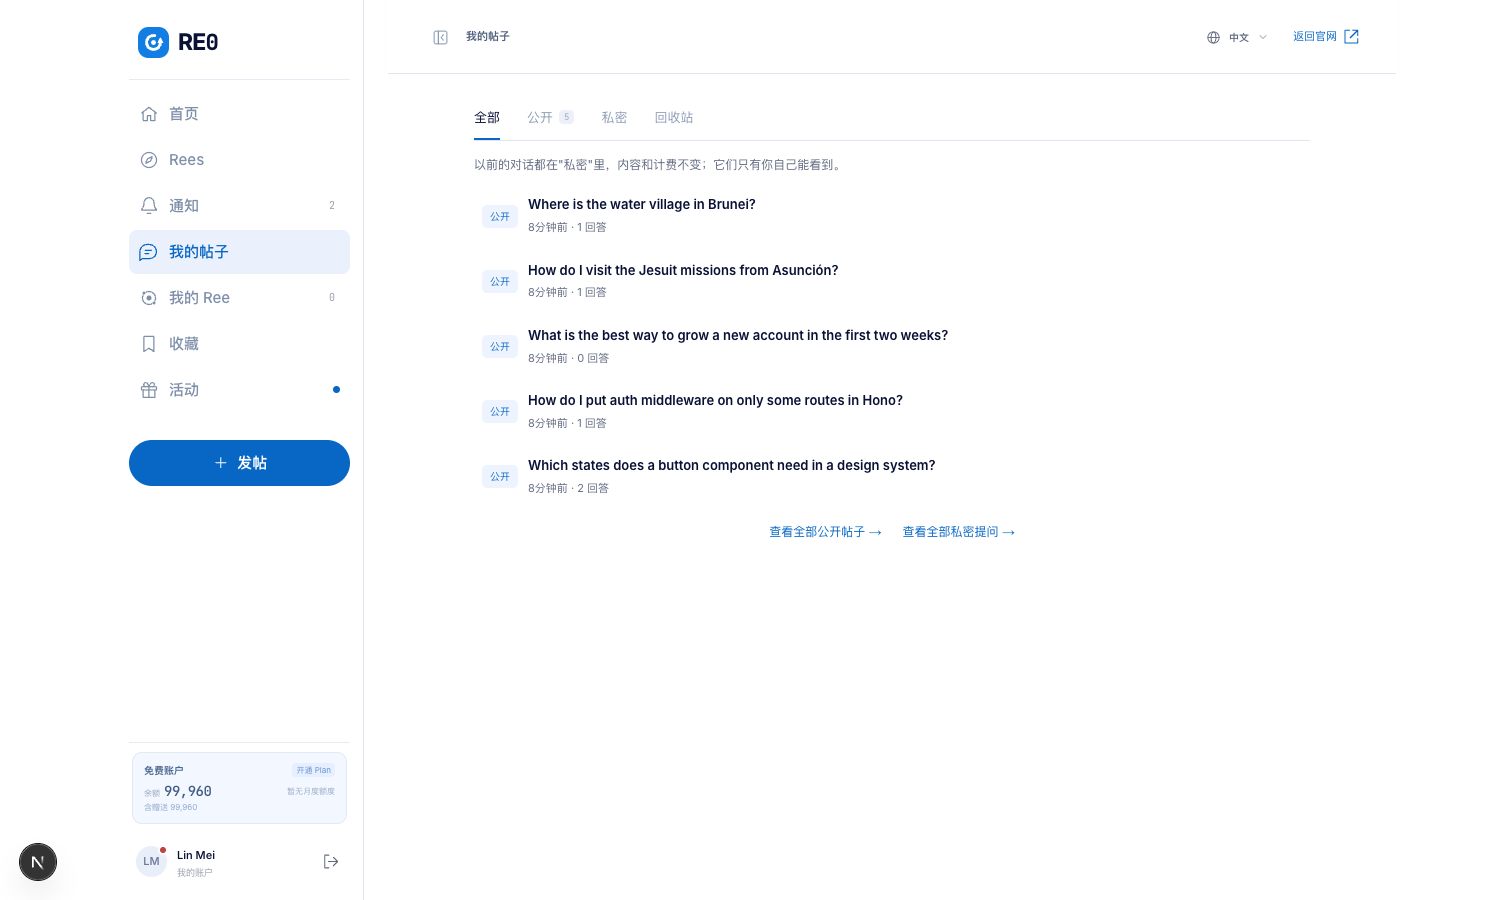 RE0
首页
Rees
通知 2
我的帖子
我的 Ree 0
收藏
活动
+ 发帖
免费账户 开通 Plan
余额 99,960 暂无月度额度
含赠送 99,960
LM Lin Mei
我的账户
N
我的帖子 中文 返回官网
全部 公开 5 私密 回收站
以前的对话都在"私密"里，内容和计费不变；它们只有你自己能看到。
公开 Where is the water village in Brunei?
8分钟前 · 1 回答
公开 How do I visit the Jesuit missions from Asunción?
8分钟前 · 1 回答
公开 What is the best way to grow a new account in the first two weeks?
8分钟前 · 0 回答
公开 How do I put auth middleware on only some routes in Hono?
8分钟前 · 1 回答
公开 Which states does a button component need in a design system?
8分钟前 · 2 回答
查看全部公开帖子 → 查看全部私密提问 →